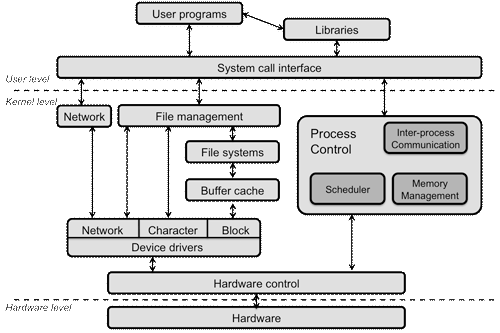 User programs
Libraries
System call interface
User level
Kernel level
Network
File management
Process
Control
Inter-process
Communication
File systems
Scheduler
Memory
Management
Buffer cache
Network
Character
Block
Device drivers
Hardware control
Hardware level
Hardware